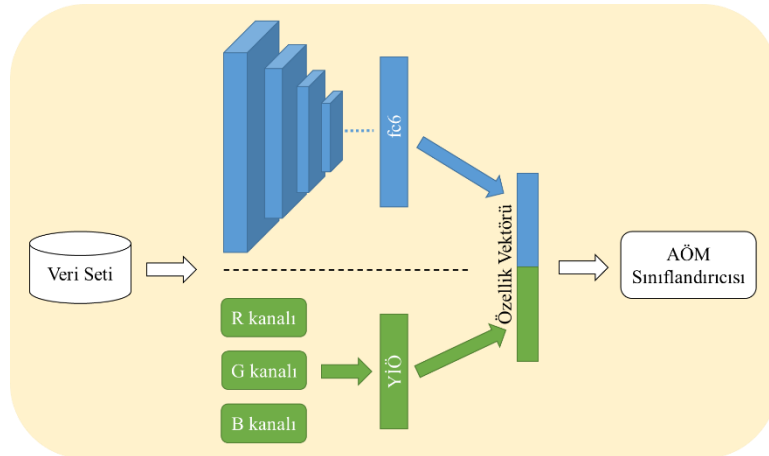 fc6
Özellik Vektörü
Veri Seti
AÖM
Sınıflandırıcısı
R kanalı
G kanalı
B kanalı
YİÖ